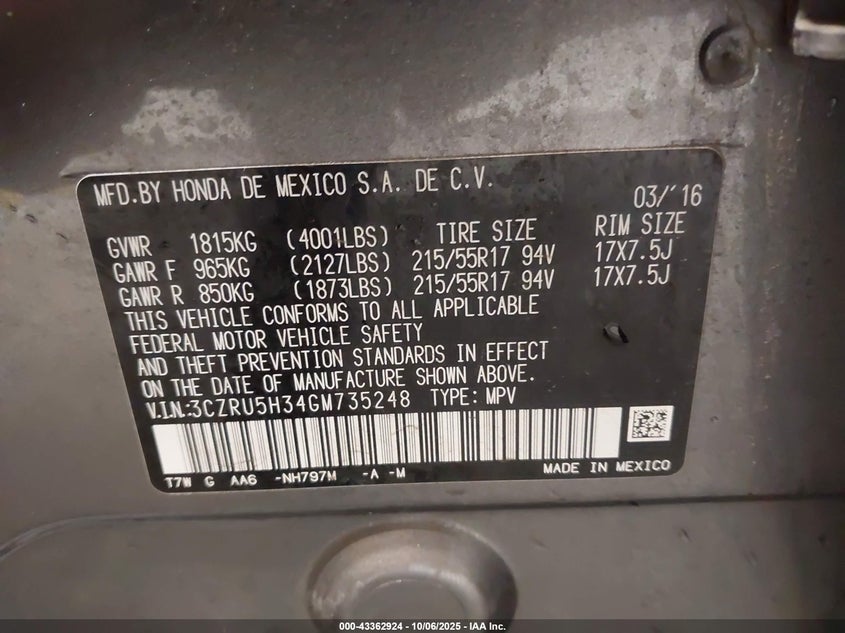 MFD.BY HONDA DE MEXICO S.A. DE C.V.
03/'16
GVWR 1815KG (4001LBS) TIRE SIZE RIM SIZE
GAWR F 965KG (2127LBS) 215/55R17 94V 17X7.5J
GAWR R 850KG (1873LBS) 215/55R17 94V 17X7.5J
THIS VEHICLE CONFORMS TO ALL APPLICABLE
FEDERAL MOTOR VEHICLE SAFETY
AND THEFT PREVENTION STANDARDS IN EFFECT
ON THE DATE OF MANUFACTURE SHOWN ABOVE.
V.I.N:3CZRU5H34GM735248 TYPE: MPV
T7W G AA6 -NH797M -A -M MADE IN MEXICO
000-43362924 - 10/06/2025 - IAA Inc.